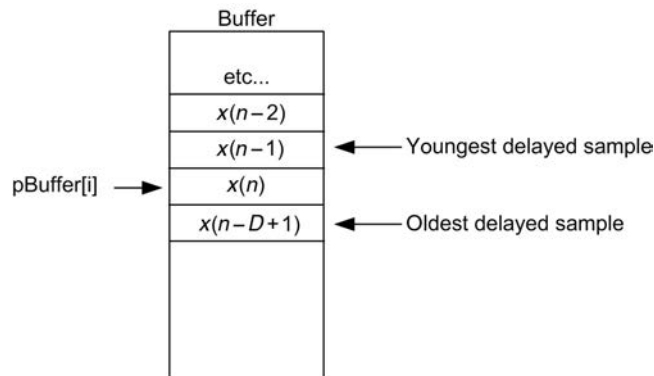 Buffer
etc...
x(n–2)
x(n–1)
Youngest delayed sample
pBuffer[i]
x(n)
x(n–D+1)
Oldest delayed sample